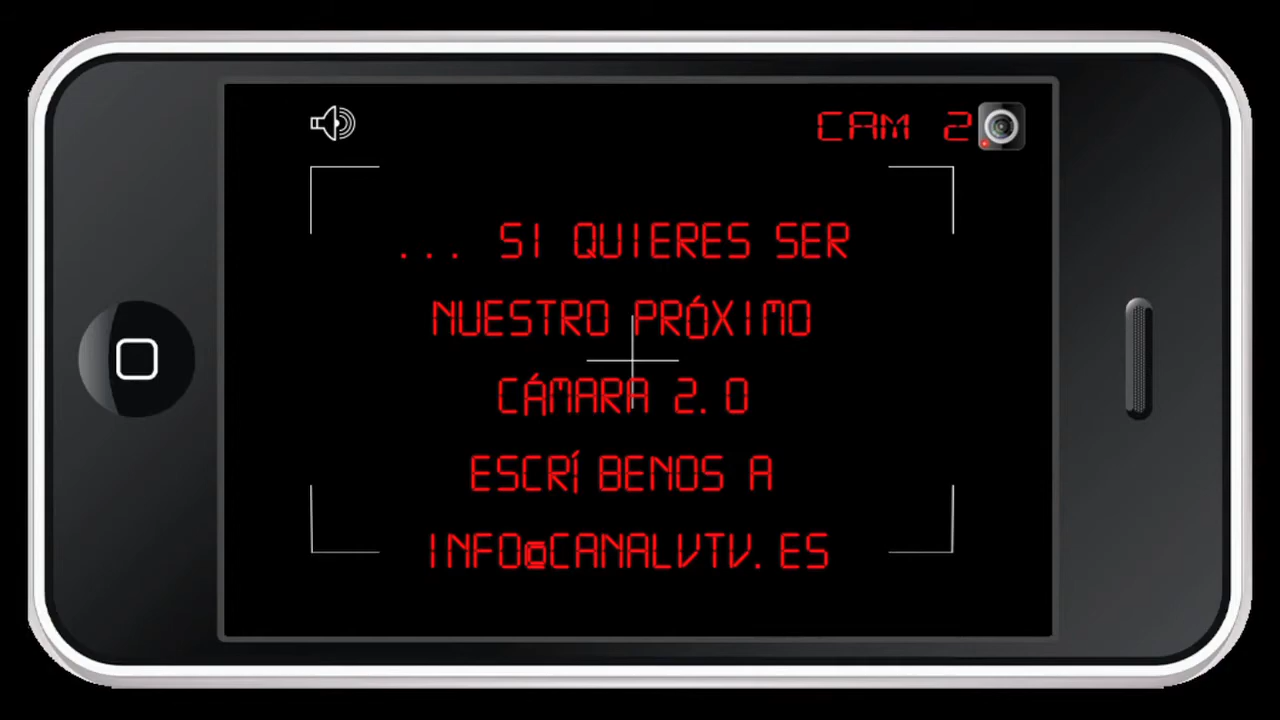 CAM 2
... SI QUIERES SER
NUESTRO PRÓXIMO
CÁMARA 2.0
ESCRÍBENOS A
INFO@CANALVTV.ES